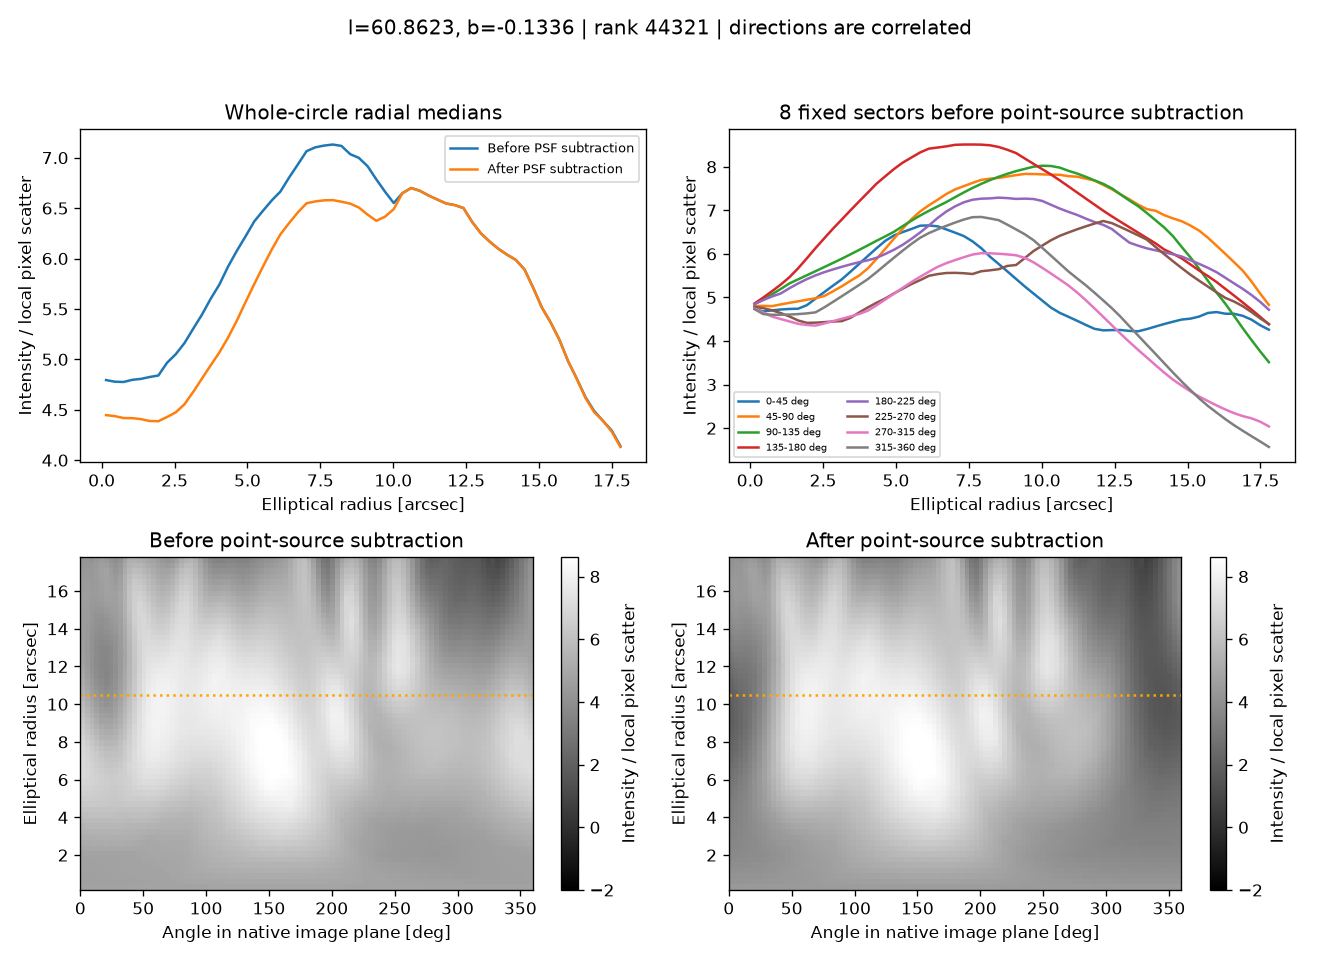 l=60.8623, b=-0.1336 | rank 44321 | directions are correlated
Whole-circle radial medians
Intensity / local pixel scatter
7.0
6.5
6.0
5.5
5.0
4.5
4.0
Before PSF subtraction
After PSF subtraction
0.0 2.5 5.0 7.5 10.0 12.5 15.0 17.5
Elliptical radius [arcsec]
8 fixed sectors before point-source subtraction
Intensity / local pixel scatter
8
7
6
5
4
3
2
0-45 deg
45-90 deg
90-135 deg
135-180 deg
180-225 deg
225-270 deg
270-315 deg
315-360 deg
0.0 2.5 5.0 7.5 10.0 12.5 15.0 17.5
Elliptical radius [arcsec]
Before point-source subtraction
Elliptical radius [arcsec]
16
14
12
10
8
6
4
2
0 50 100 150 200 250 300 350
Angle in native image plane [deg]
8
6
4
2
0
−2
Intensity / local pixel scatter
After point-source subtraction
Elliptical radius [arcsec]
16
14
12
10
8
6
4
2
0 50 100 150 200 250 300 350
Angle in native image plane [deg]
8
6
4
2
0
−2
Intensity / local pixel scatter